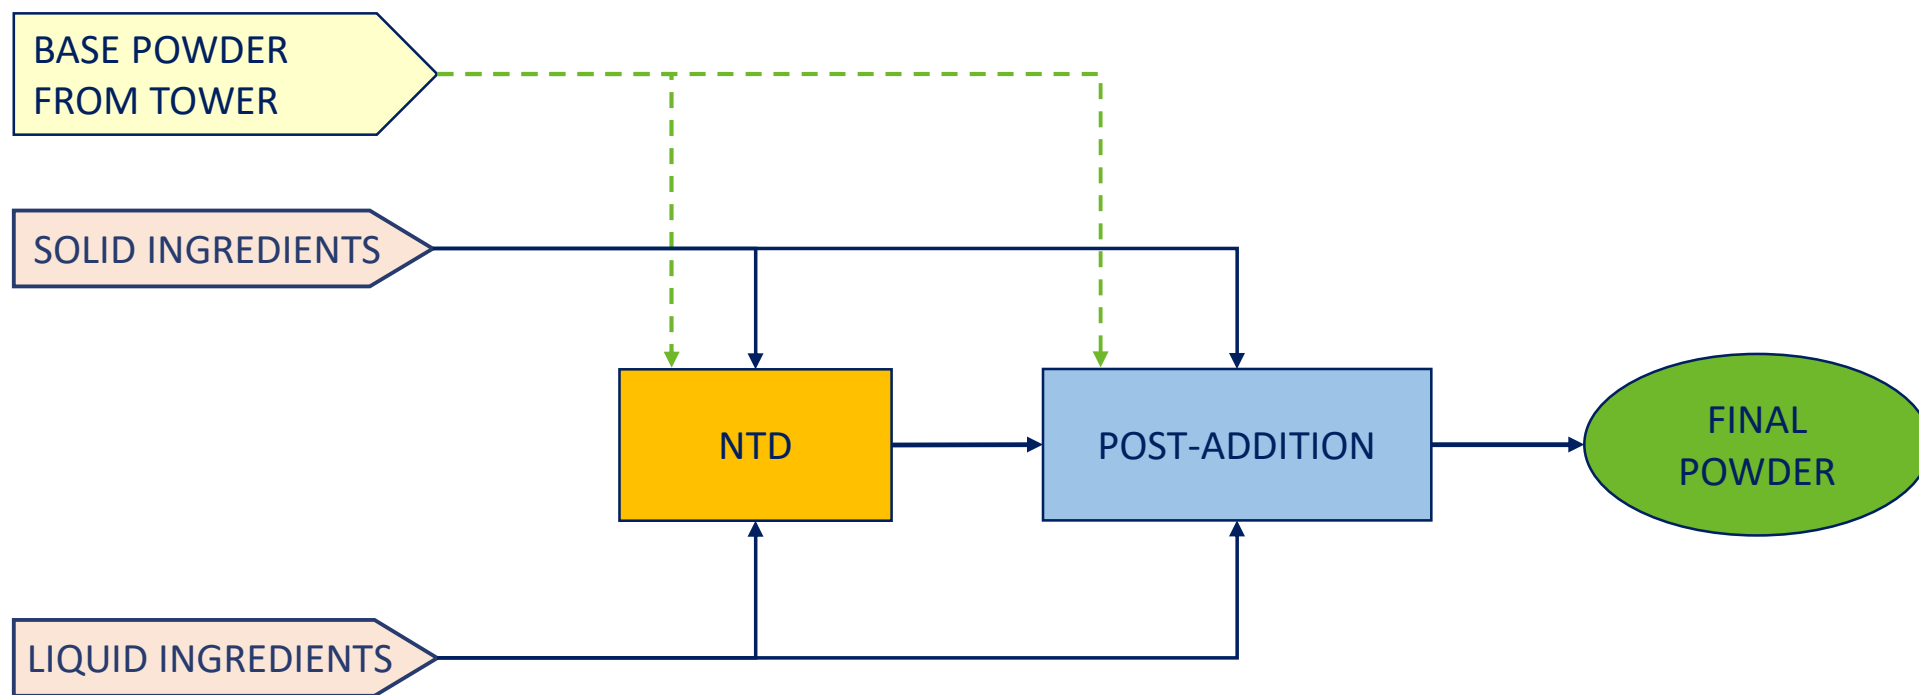 BASE POWDER
FROM TOWER
SOLID INGREDIENTS
NTD
POST-ADDITION
FINAL
POWDER
LIQUID INGREDIENTS